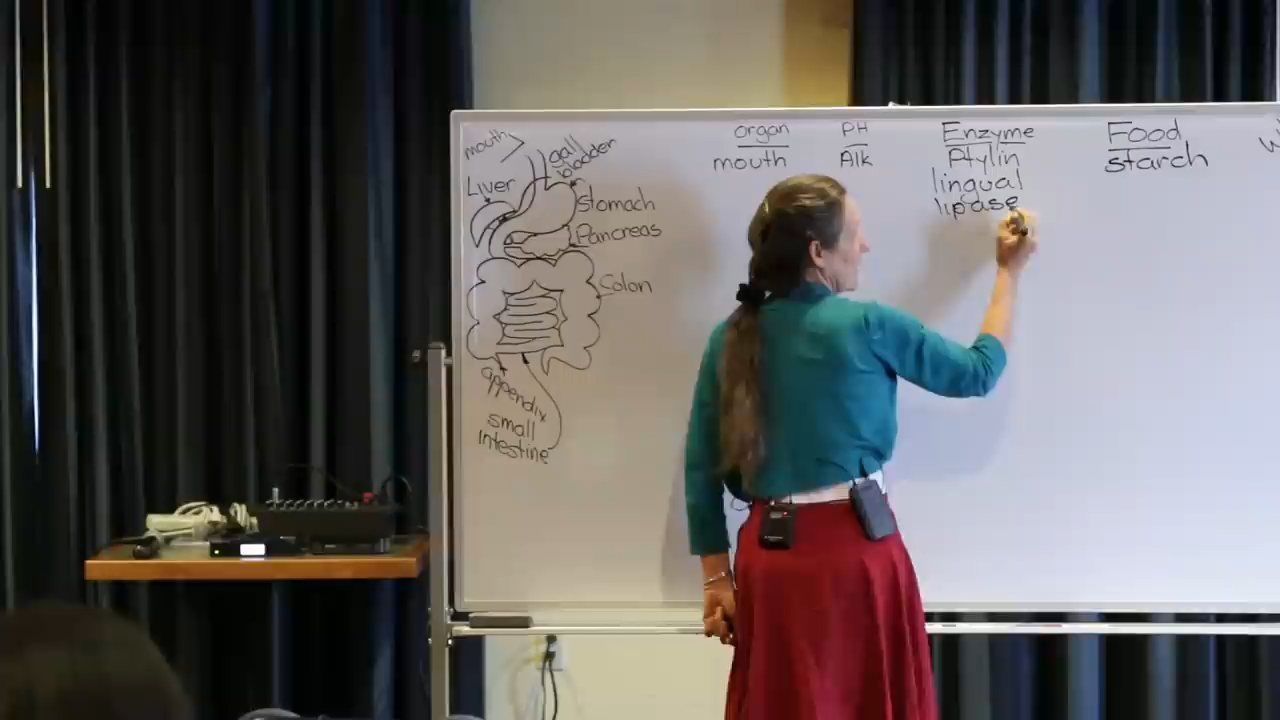 mouth
gall
bladder
Liver
Stomach
Pancreas
Colon
appendix
small
intestine
organ PH Enzyme Food
mouth Alk Ptylin starch
lingual
lipase